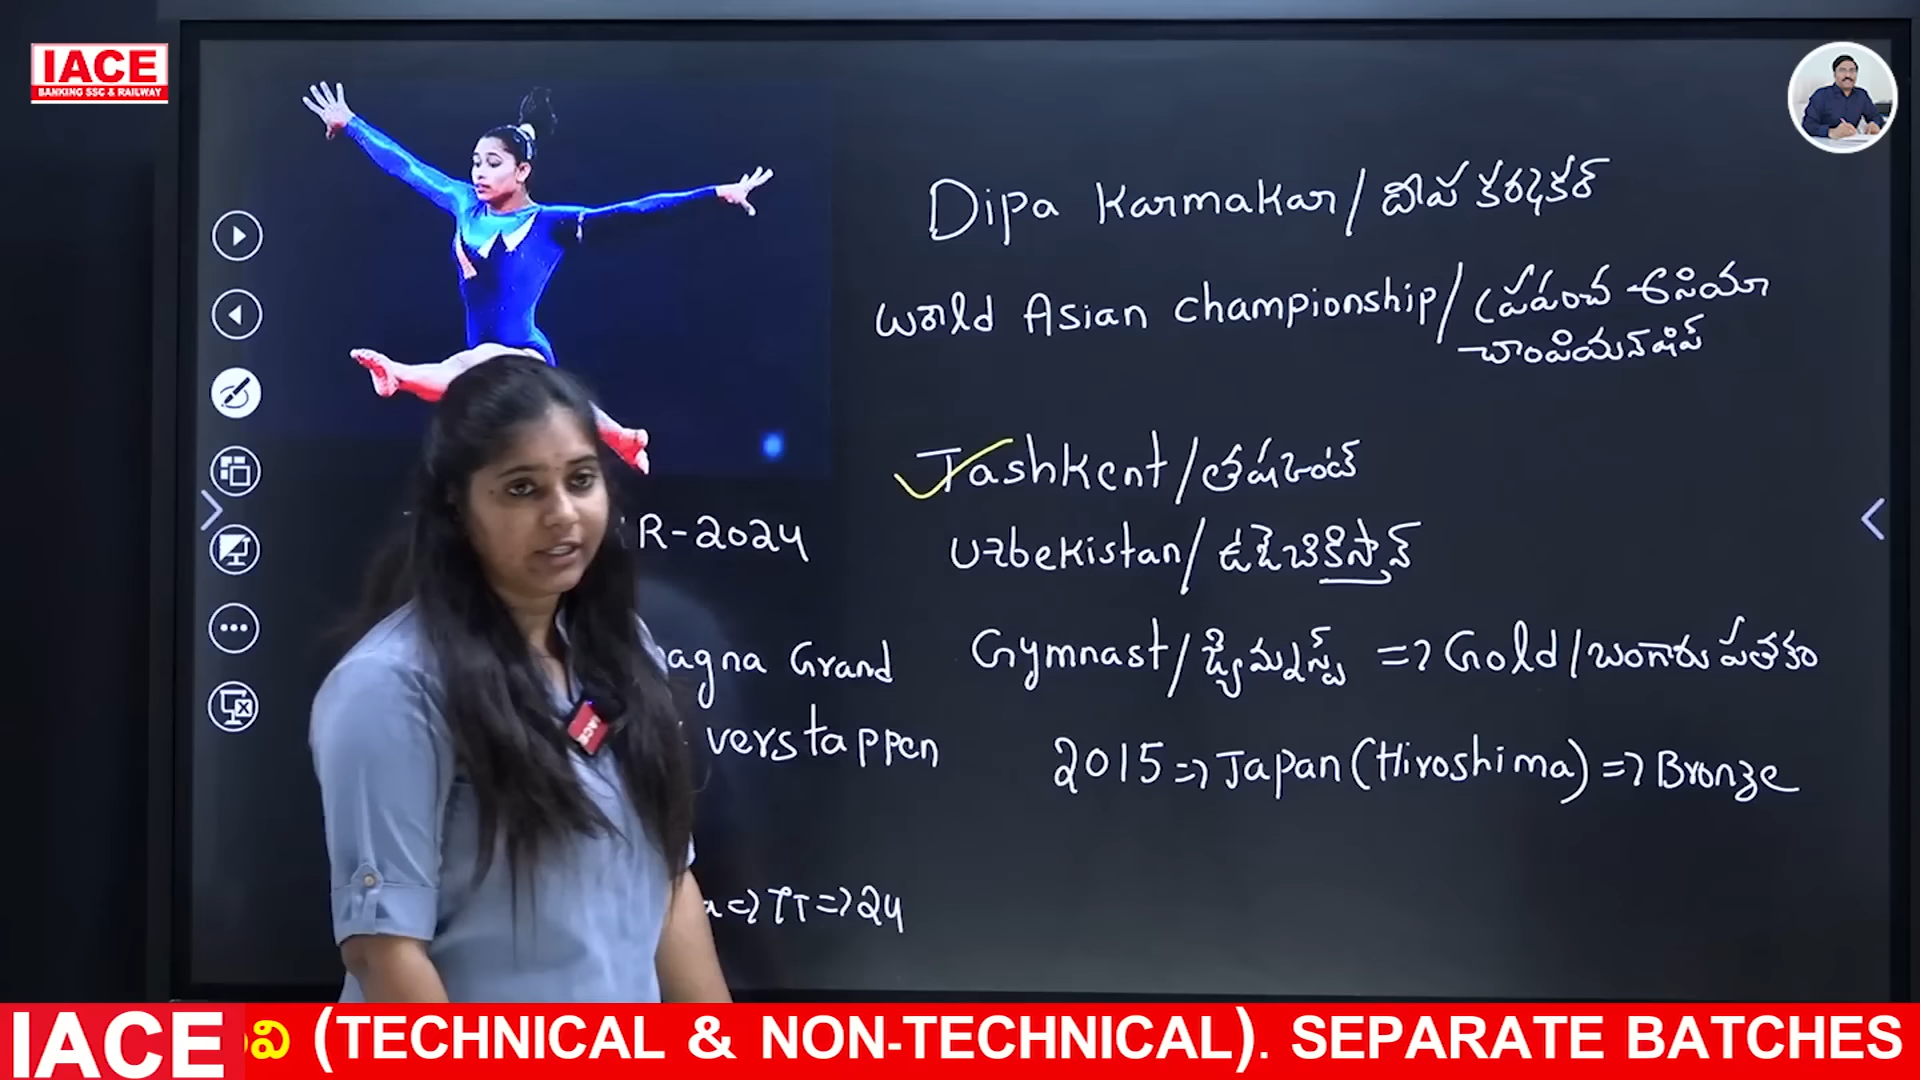 IACE
BANKING SSC & RAILWAY
Dipa Karmakar / దీప కర్మకర్
World Asian Championship / ప్రపంచ ఆసియా
చాంపియన్‌షిప్
Tashkent / తాష్కెంట్
R-2024
Uzbekistan / ఉజ్బెకిస్తాన్
agna Grand
Gymnast / జిమ్నాస్ట్ => Gold / బంగారు పతకం
verstappen
2015 => Japan (Hiroshima) => Bronze
a => TT => 24
IACE
IACE వి (TECHNICAL & NON-TECHNICAL). SEPARATE BATCHES